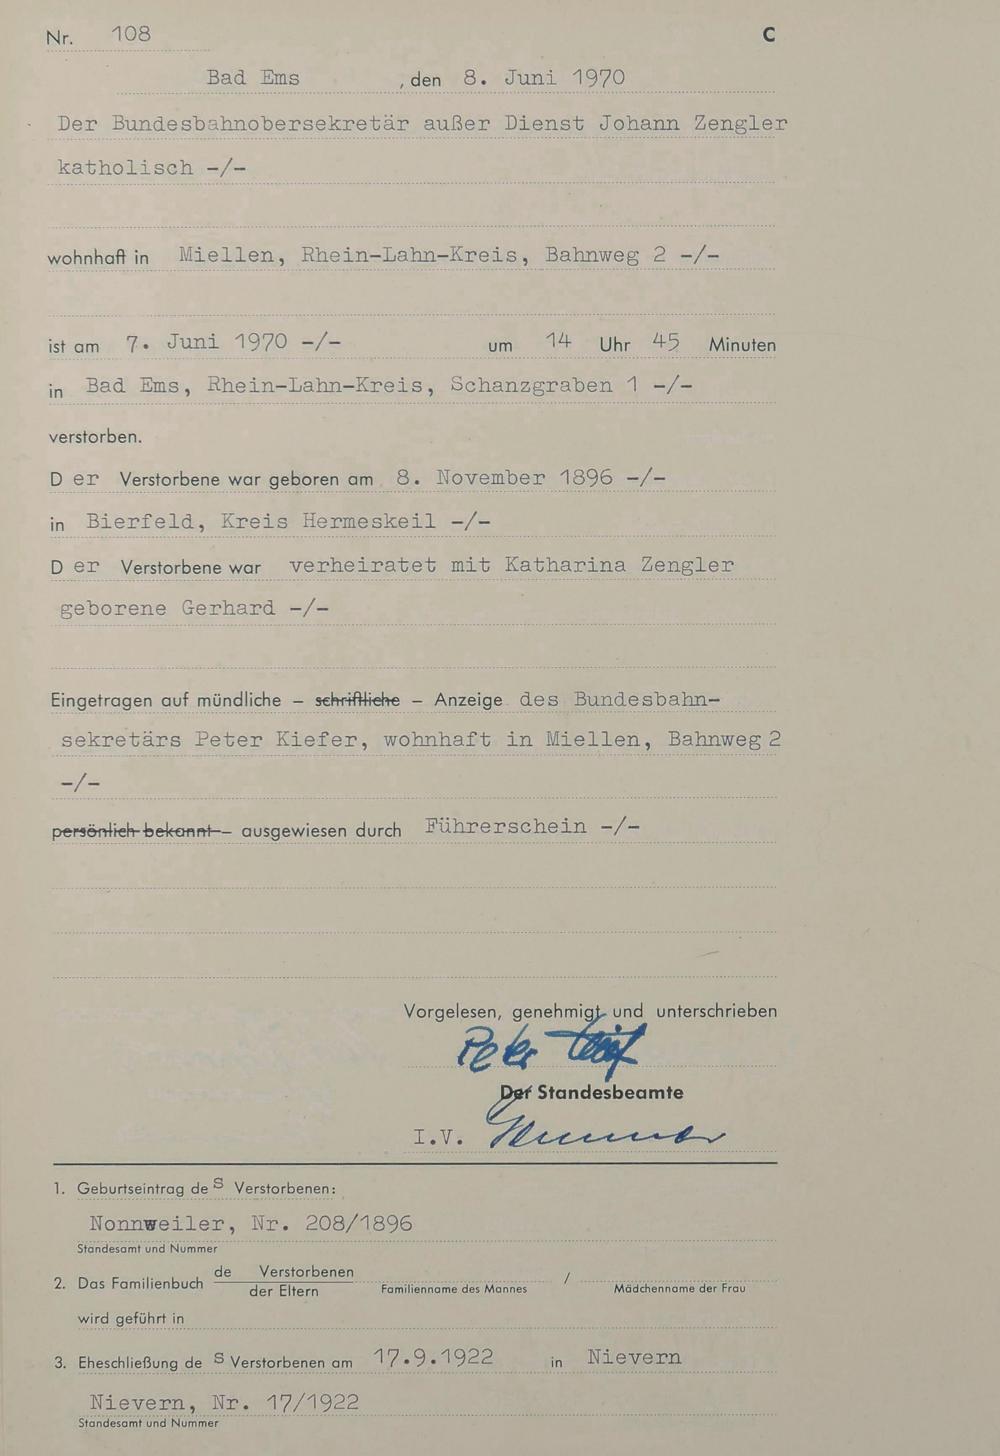 Nr. 108 C
Bad Ems , den 8. Juni 1970
Der Bundesbahnobersekretär außer Dienst Johann Zengler
katholisch -/-
wohnhaft in Miellen, Rhein-Lahn-Kreis, Bahnweg 2 -/-
ist am 7. Juni 1970 -/- um 14 Uhr 45 Minuten
in Bad Ems, Rhein-Lahn-Kreis, Schanzgraben 1 -/-
verstorben.
D er Verstorbene war geboren am 8. November 1896 -/-
in Bierfeld, Kreis Hermeskeil -/-
D er Verstorbene war verheiratet mit Katharina Zengler
geborene Gerhard -/-
Eingetragen auf mündliche – schriftliche – Anzeige des Bundesbahn-
sekretärs Peter Kiefer, wohnhaft in Miellen, Bahnweg 2
-/-
persönlich bekannt – ausgewiesen durch Führerschein -/-
Vorgelesen, genehmigt und unterschrieben
Peter
Der Standesbeamte
I.V.
1. Geburtseintrag de s Verstorbenen:
Nonnweiler, Nr. 208/1896
Standesamt und Nummer
2. Das Familienbuch de Verstorbenen / der Eltern
Familienname des Mannes / Mädchenname der Frau
wird geführt in
3. Eheschließung de s Verstorbenen am 17.9.1922 in Nievern
Nievern, Nr. 17/1922
Standesamt und Nummer